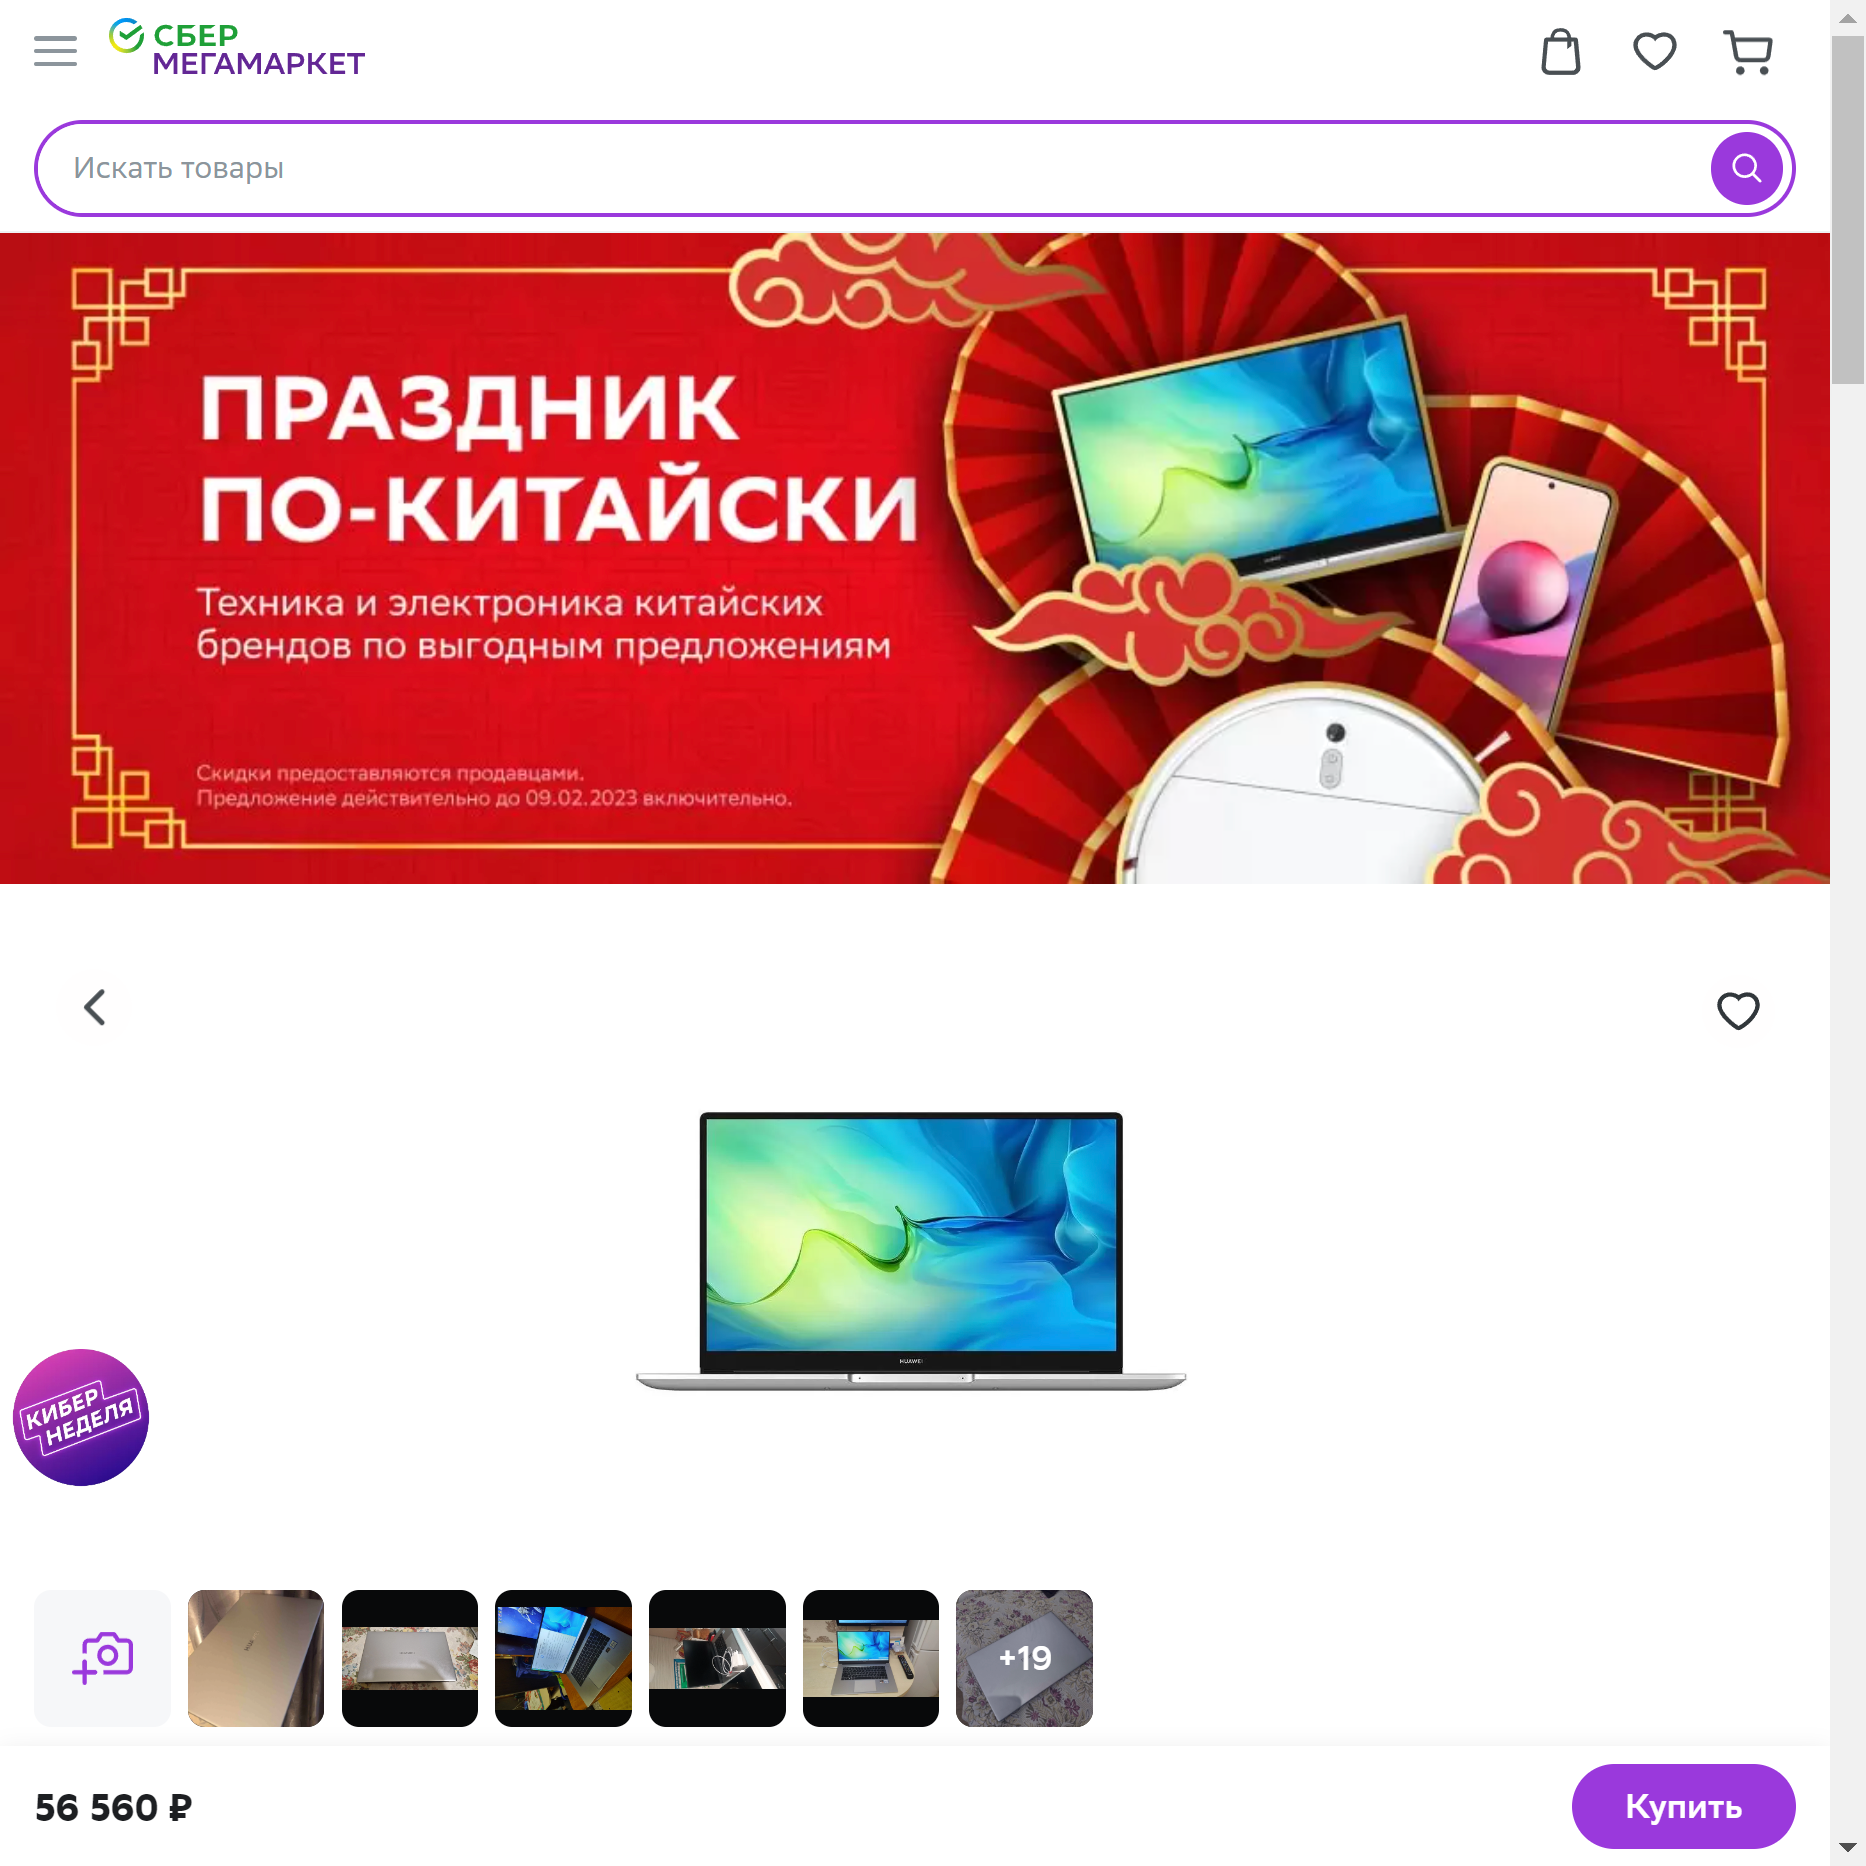 СБЕР
МЕГАМАРКЕТ
Искать товары
ПРАЗДНИК
ПО-КИТАЙСКИ
Техника и электроника китайских
брендов по выгодным предложениям
Скидки предоставляются продавцами.
Предложение действительно до 09.02.2023 включительно.
HUAWEI
КИБЕР
НЕДЕЛЯ
+19
56 560 ₽
Купить